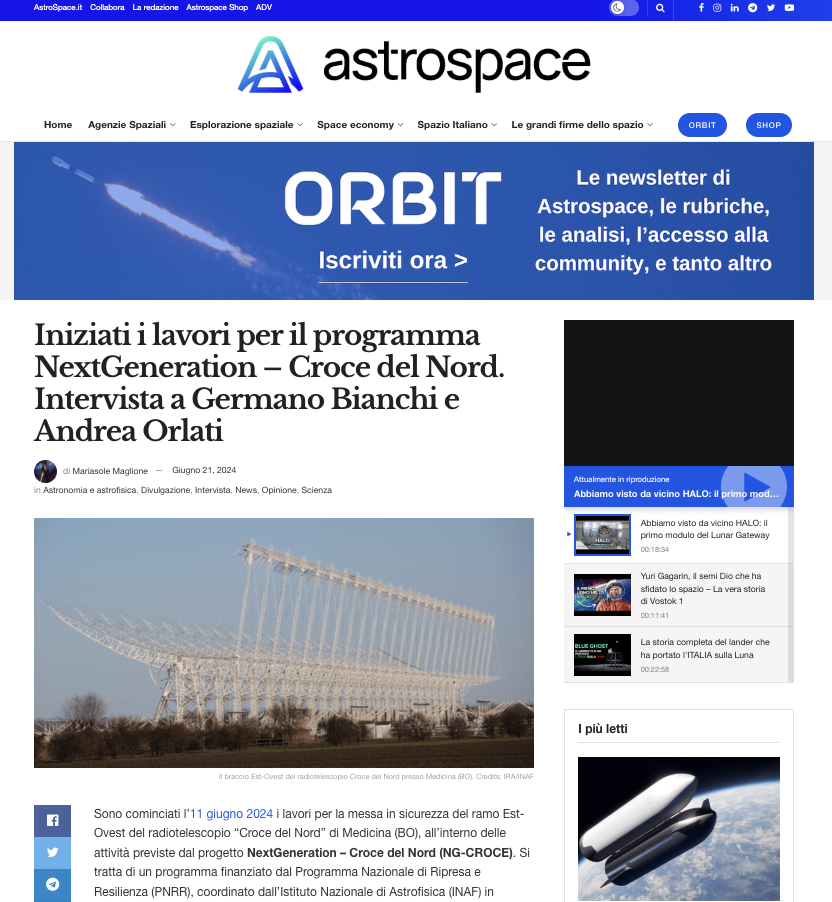 AstroSpace.it Collabora La redazione Astrospace Shop ADV
astrospace
Home Agenzie Spaziali Esplorazione spaziale Space economy Spazio Italiano Le grandi firme dello spazio ORBIT SHOP
ORBIT
Iscriviti ora >
Le newsletter di
Astrospace, le rubriche,
le analisi, l'accesso alla
community, e tanto altro
Iniziati i lavori per il programma
NextGeneration – Croce del Nord.
Intervista a Germano Bianchi e
Andrea Orlati
di Mariasole Maglione — Giugno 21, 2024
in Astronomia e astrofisica, Divulgazione, Intervista, News, Opinione, Scienza
Il braccio Est-Ovest del radiotelescopio Croce del Nord presso Medicina (BO). Credits: IRA/INAF
Sono cominciati l'11 giugno 2024 i lavori per la messa in sicurezza del ramo Est-
Ovest del radiotelescopio "Croce del Nord" di Medicina (BO), all'interno delle
attività previste dal progetto NextGeneration – Croce del Nord (NG-CROCE). Si
tratta di un programma finanziato dal Programma Nazionale di Ripresa e
Resilienza (PNRR), coordinato dall'Istituto Nazionale di Astrofisica (INAF) in
Attualmente in riproduzione
Abbiamo visto da vicino HALO: il primo mod...
HALO
Abbiamo visto da vicino HALO: il
primo modulo del Lunar Gateway
00:18:34
Yuri Gagarin, il semi Dio che ha
sfidato lo spazio – La vera storia
di Vostok 1
00:11:41
BLUE GHOST
La storia completa del lander che
ha portato l'ITALIA sulla Luna
00:22:58
I più letti